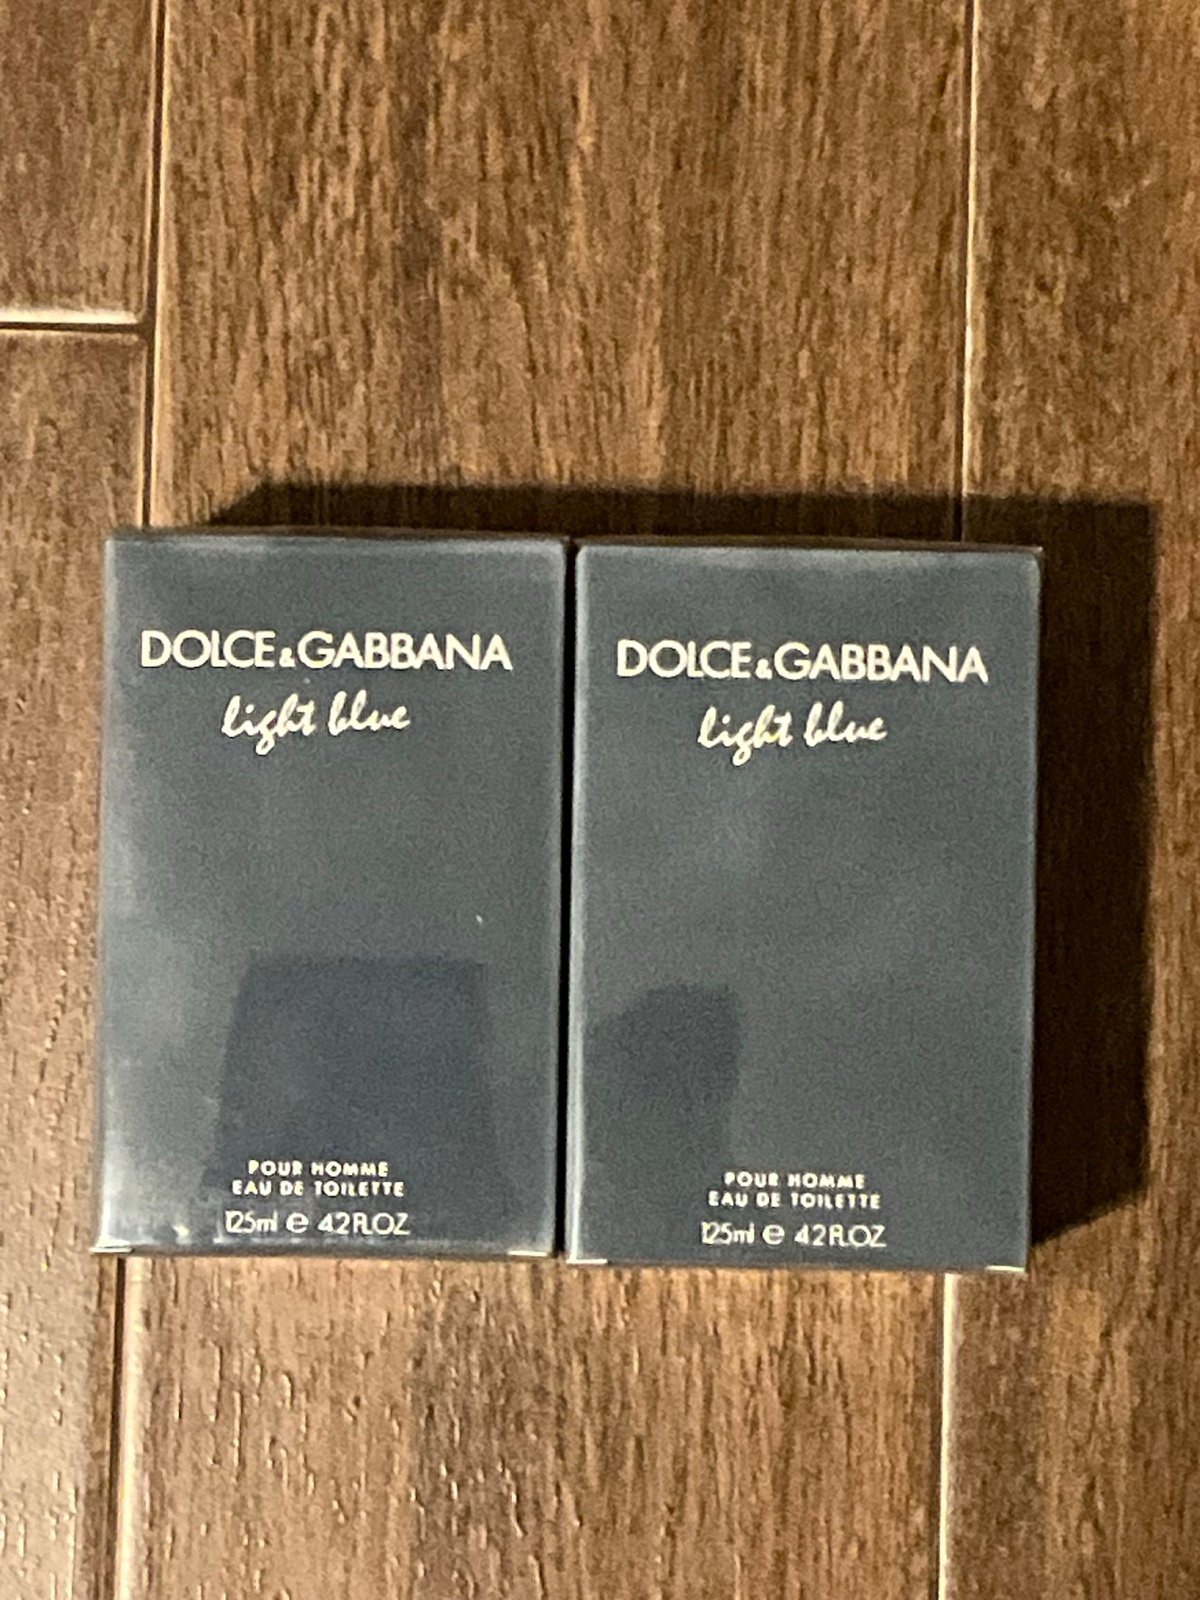 DOLCE&GABBANA
light blue
POUR HOMME
EAU DE TOILETTE
125ml e 4.2 FL.OZ
DOLCE&GABBANA
light blue
POUR HOMME
EAU DE TOILETTE
125ml e 4.2 FL.OZ